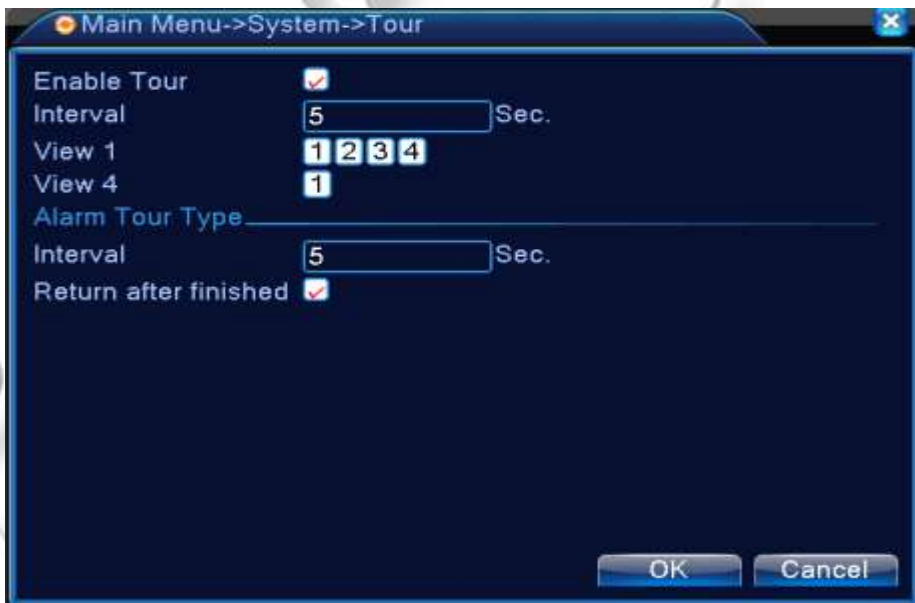 Main Menu->System->Tour
Enable Tour
Interval 5 Sec.
View 1 1 2 3 4
View 4 1
Alarm Tour Type
Interval 5 Sec.
Return after finished
OK Cancel